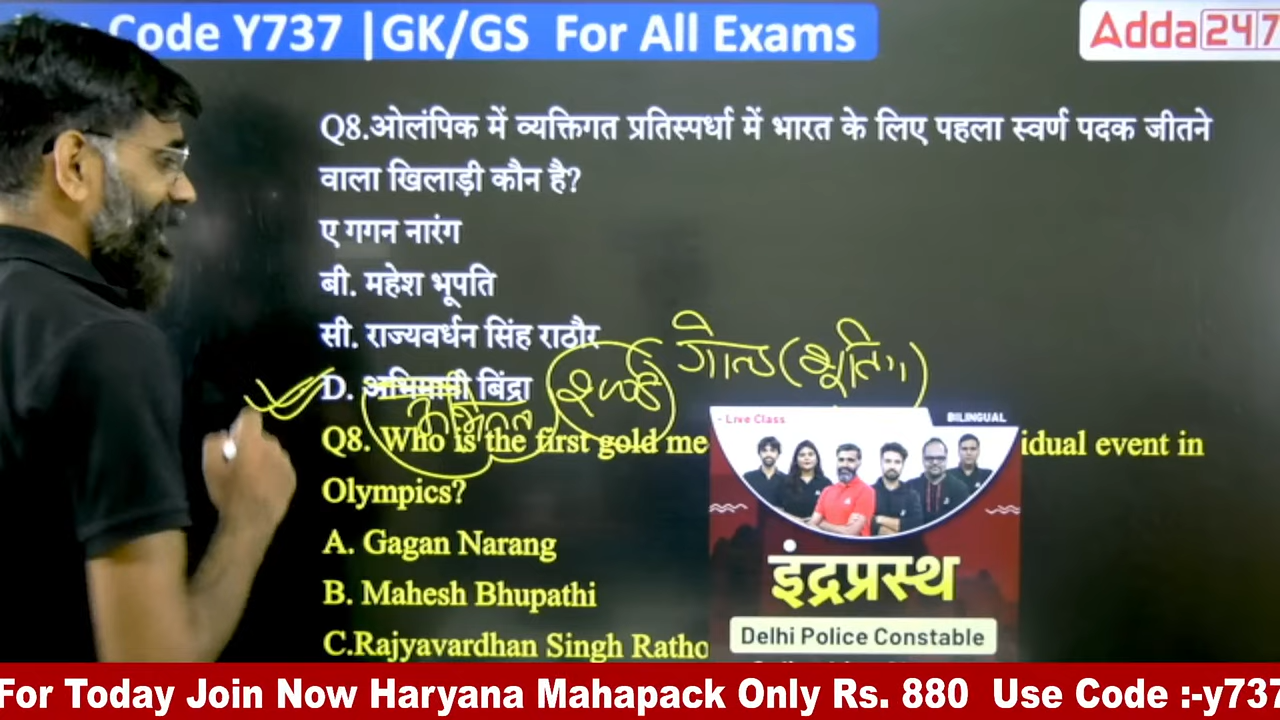 Code Y737 |GK/GS For All Exams
Adda 247
Q8.ओलंपिक में व्यक्तिगत प्रतिस्पर्धा में भारत के लिए पहला स्वर्ण पदक जीतने
वाला खिलाड़ी कौन है?
ए गगन नारंग
बी. महेश भूपति
सी. राज्यवर्धन सिंह राठौर
D. बिंद्रा
Q8. Who is the first gold me idual event in
Olympics?
A. Gagan Narang
B. Mahesh Bhupathi
C.Rajyavardhan Singh Ratho
- Live Class
BILINGUAL
इंद्रप्रस्थ
Delhi Police Constable
For Today Join Now Haryana Mahapack Only Rs. 880 Use Code :-y737